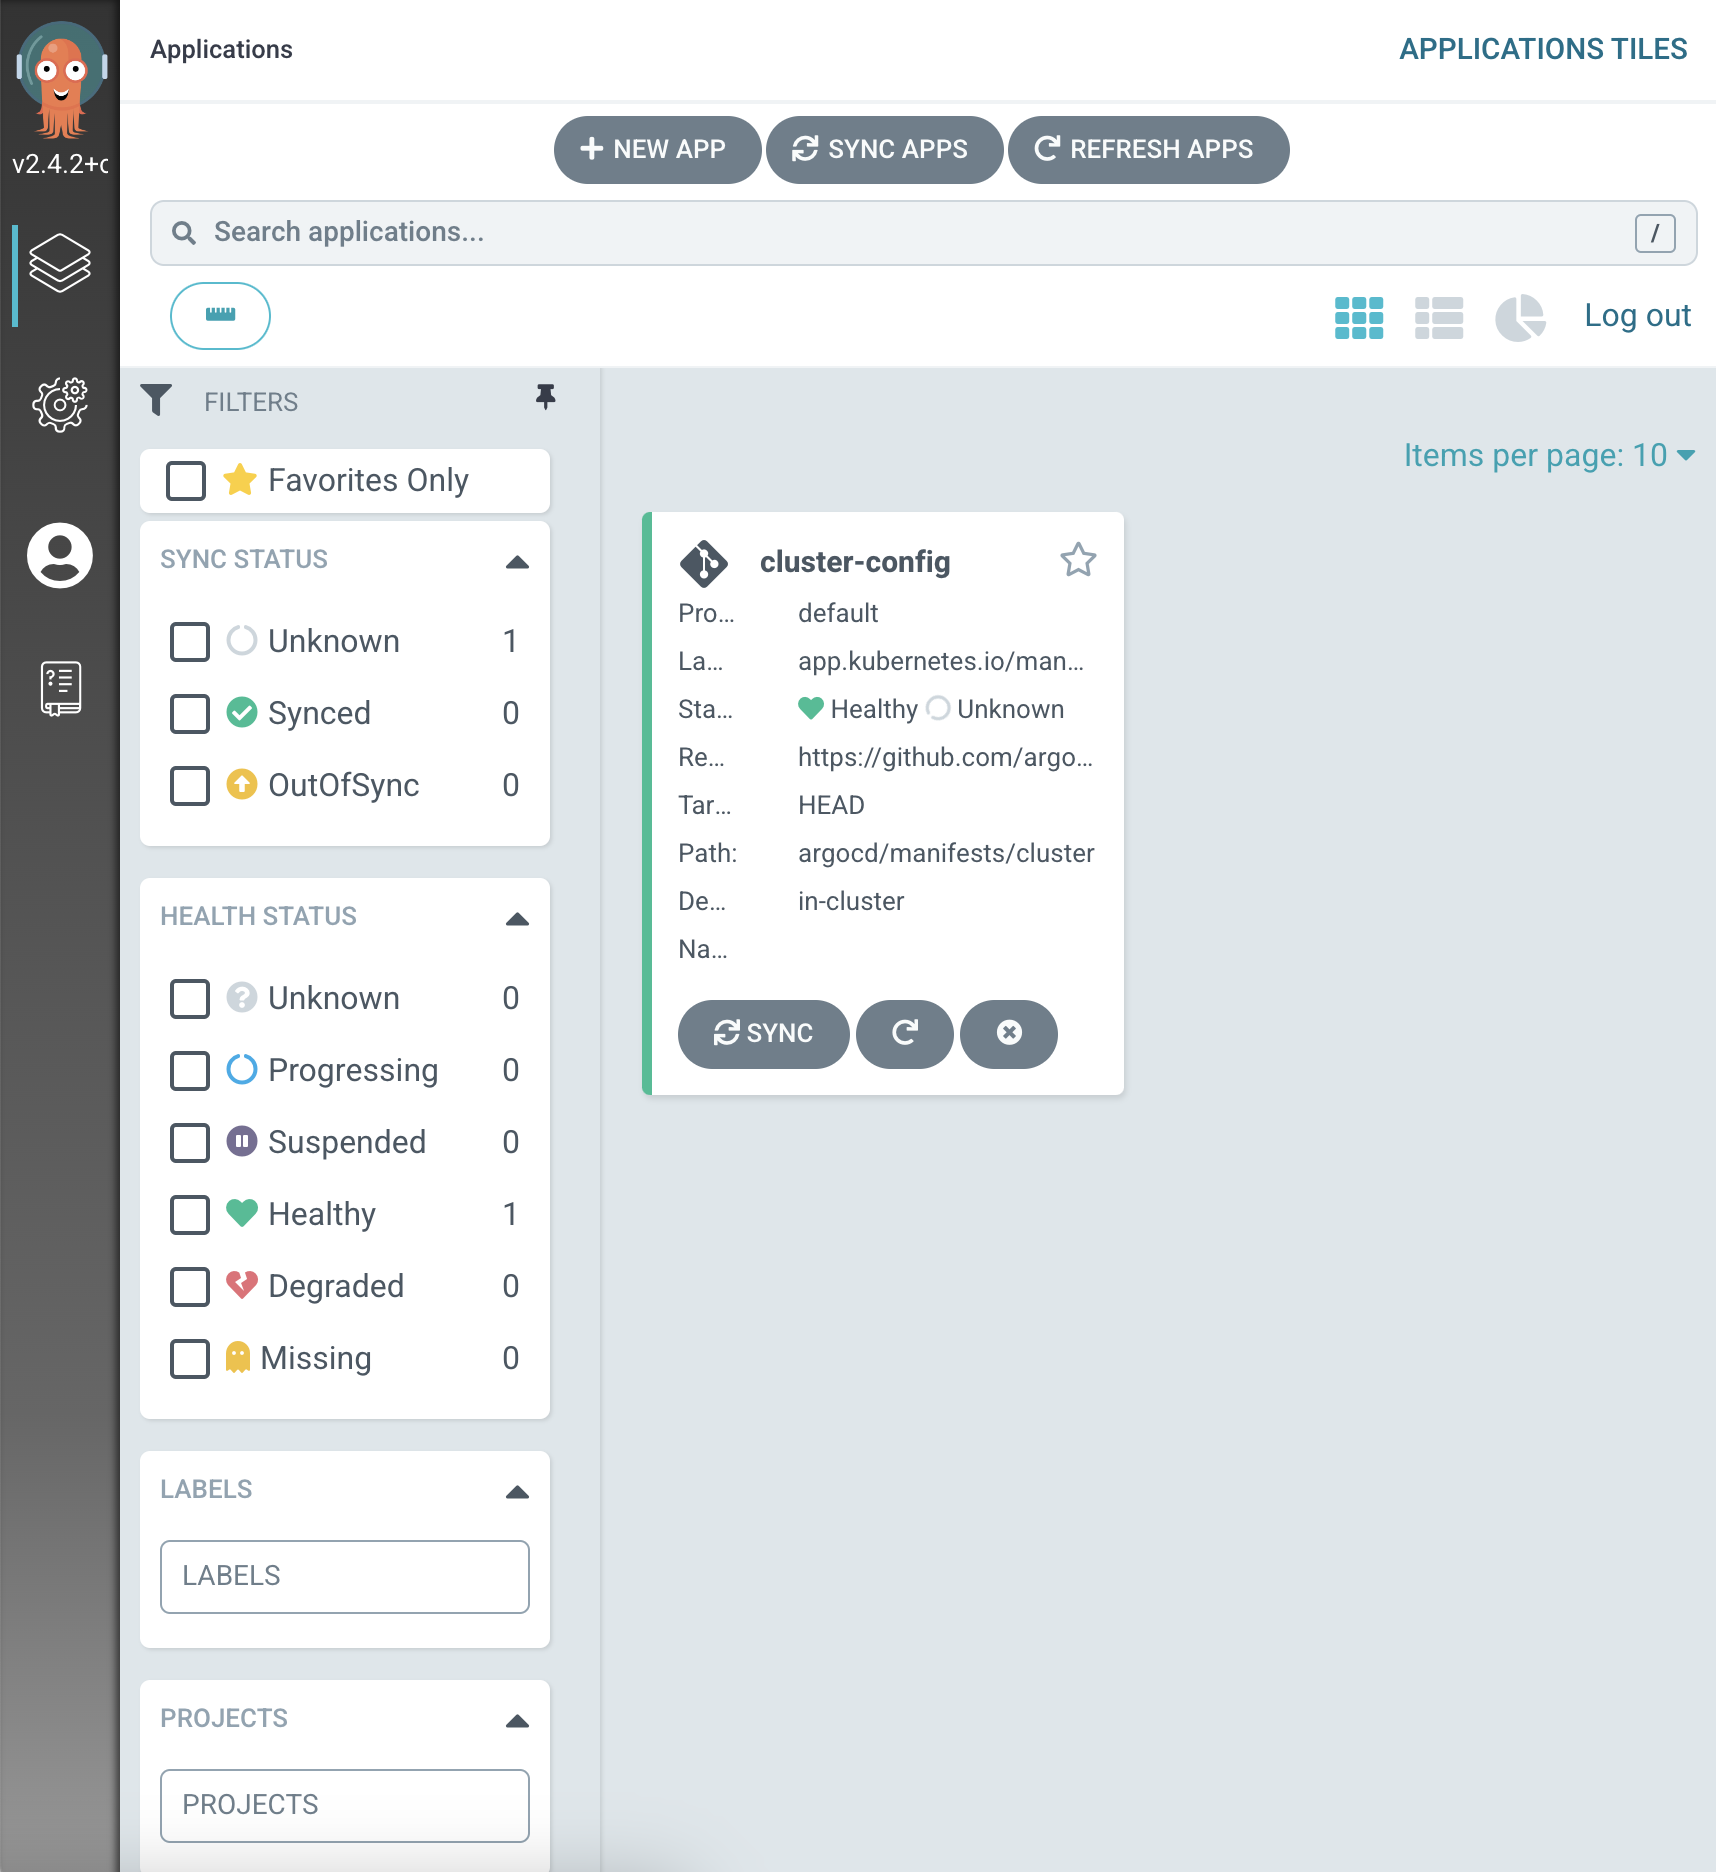 v2.4.2+c
Applications
APPLICATIONS TILES
NEW APP
SYNC APPS
REFRESH APPS
Search applications...
/
Log out
FILTERS
Items per page: 10
Favorites Only
SYNC STATUS
Unknown 1
Synced 0
OutOfSync 0
HEALTH STATUS
Unknown 0
Progressing 0
Suspended 0
Healthy 1
Degraded 0
Missing 0
LABELS
LABELS
PROJECTS
PROJECTS
cluster-config
Pro... default
La... app.kubernetes.io/man...
Sta... Healthy Unknown
Re... https://github.com/argo...
Tar... HEAD
Path: argocd/manifests/cluster
De... in-cluster
Na...
SYNC